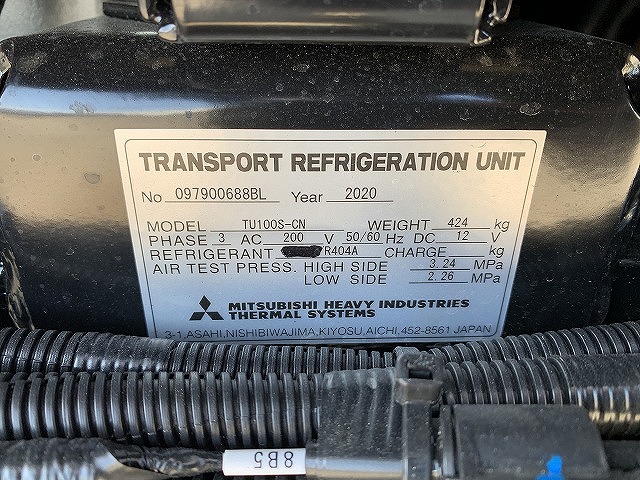 TRANSPORT REFRIGERATION UNIT
No 097900688BL Year 2020
MODEL TU100S-CN WEIGHT 424 kg
PHASE 3 AC 200 V 50/60 Hz DC 12 V
REFRIGERANT /R404A CHARGE kg
AIR TEST PRESS. HIGH SIDE 3.24 MPa
LOW SIDE 2.26 MPa
MITSUBISHI HEAVY INDUSTRIES
THERMAL SYSTEMS
3-1 ASAHI,NISHIBIWAJIMA,KIYOSU,AICHI,452-8561 JAPAN
8B5